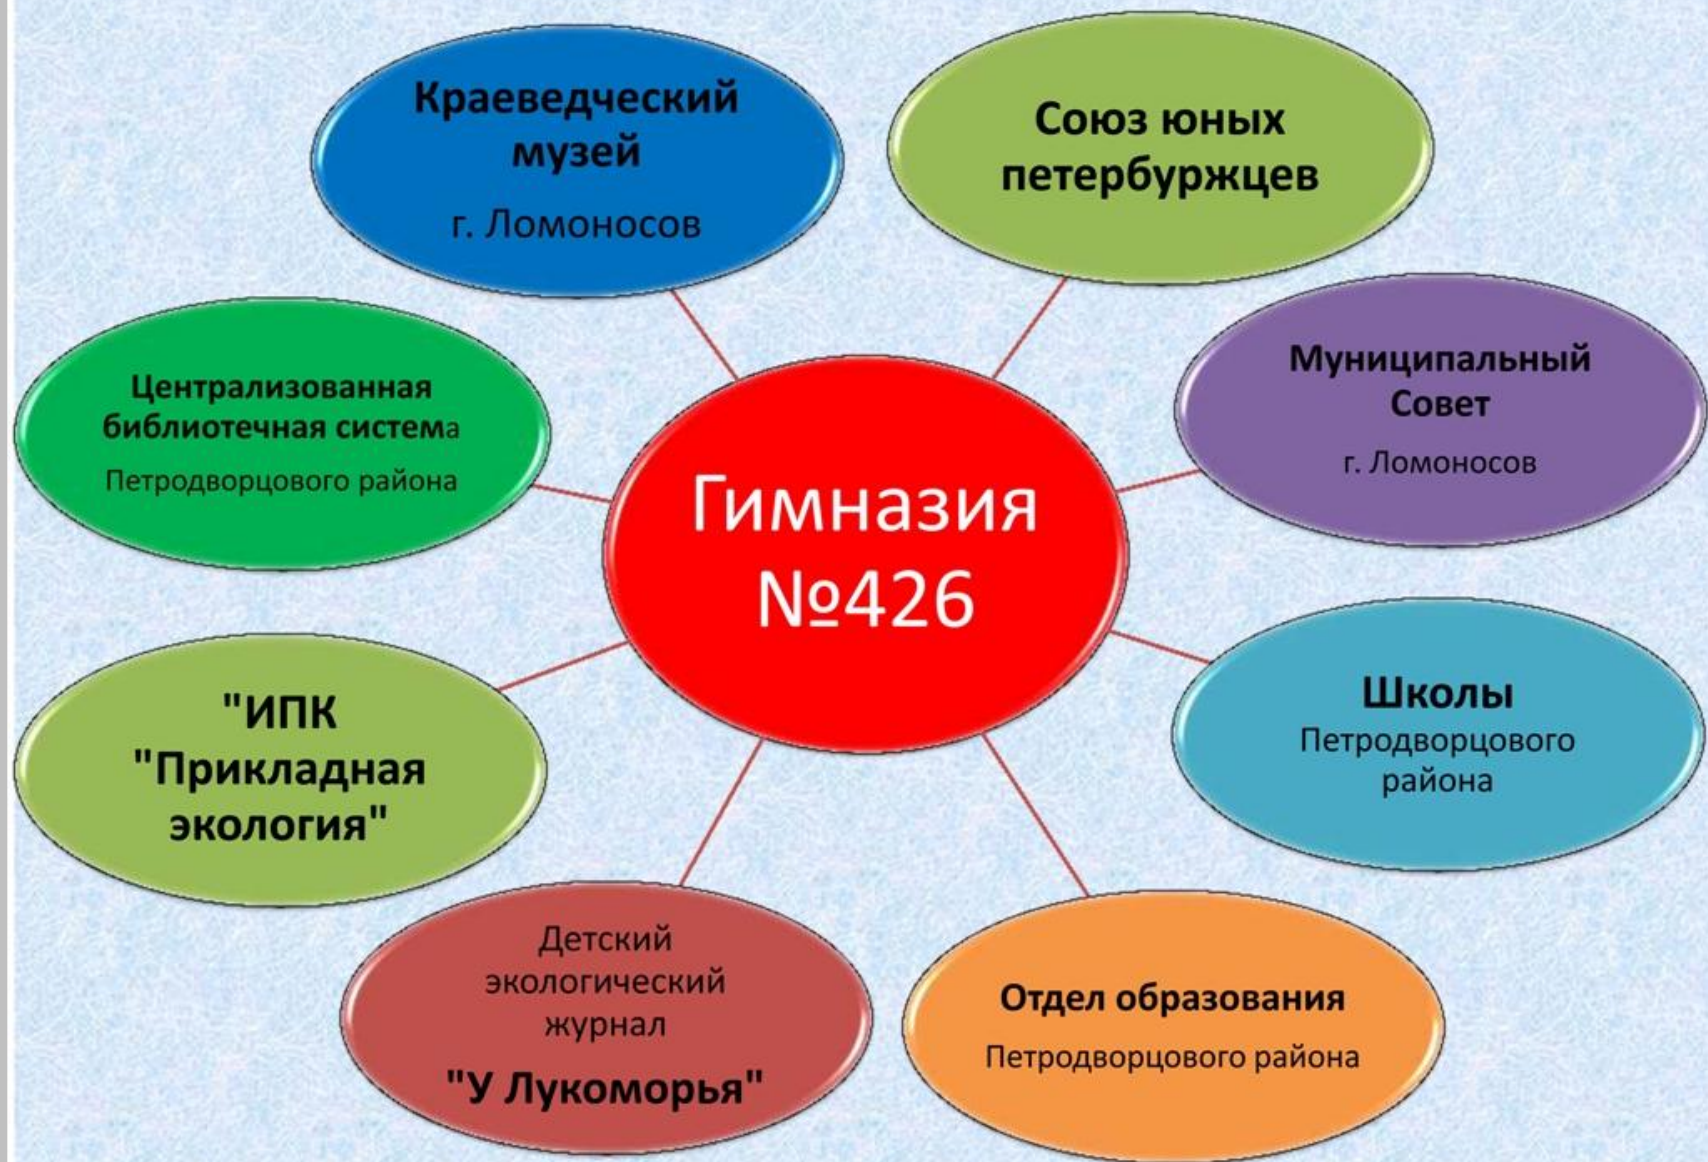 Краеведческий
музей
г. Ломоносов
Союз юных
петербуржцев
Централизованная
библиотечная система
Петродворцового района
Муниципальный
Совет
г. Ломоносов
Гимназия
№426
"ИПК
"Прикладная
экология"
Школы
Петродворцового
района
Детский
экологический
журнал
"У Лукоморья"
Отдел образования
Петродворцового района